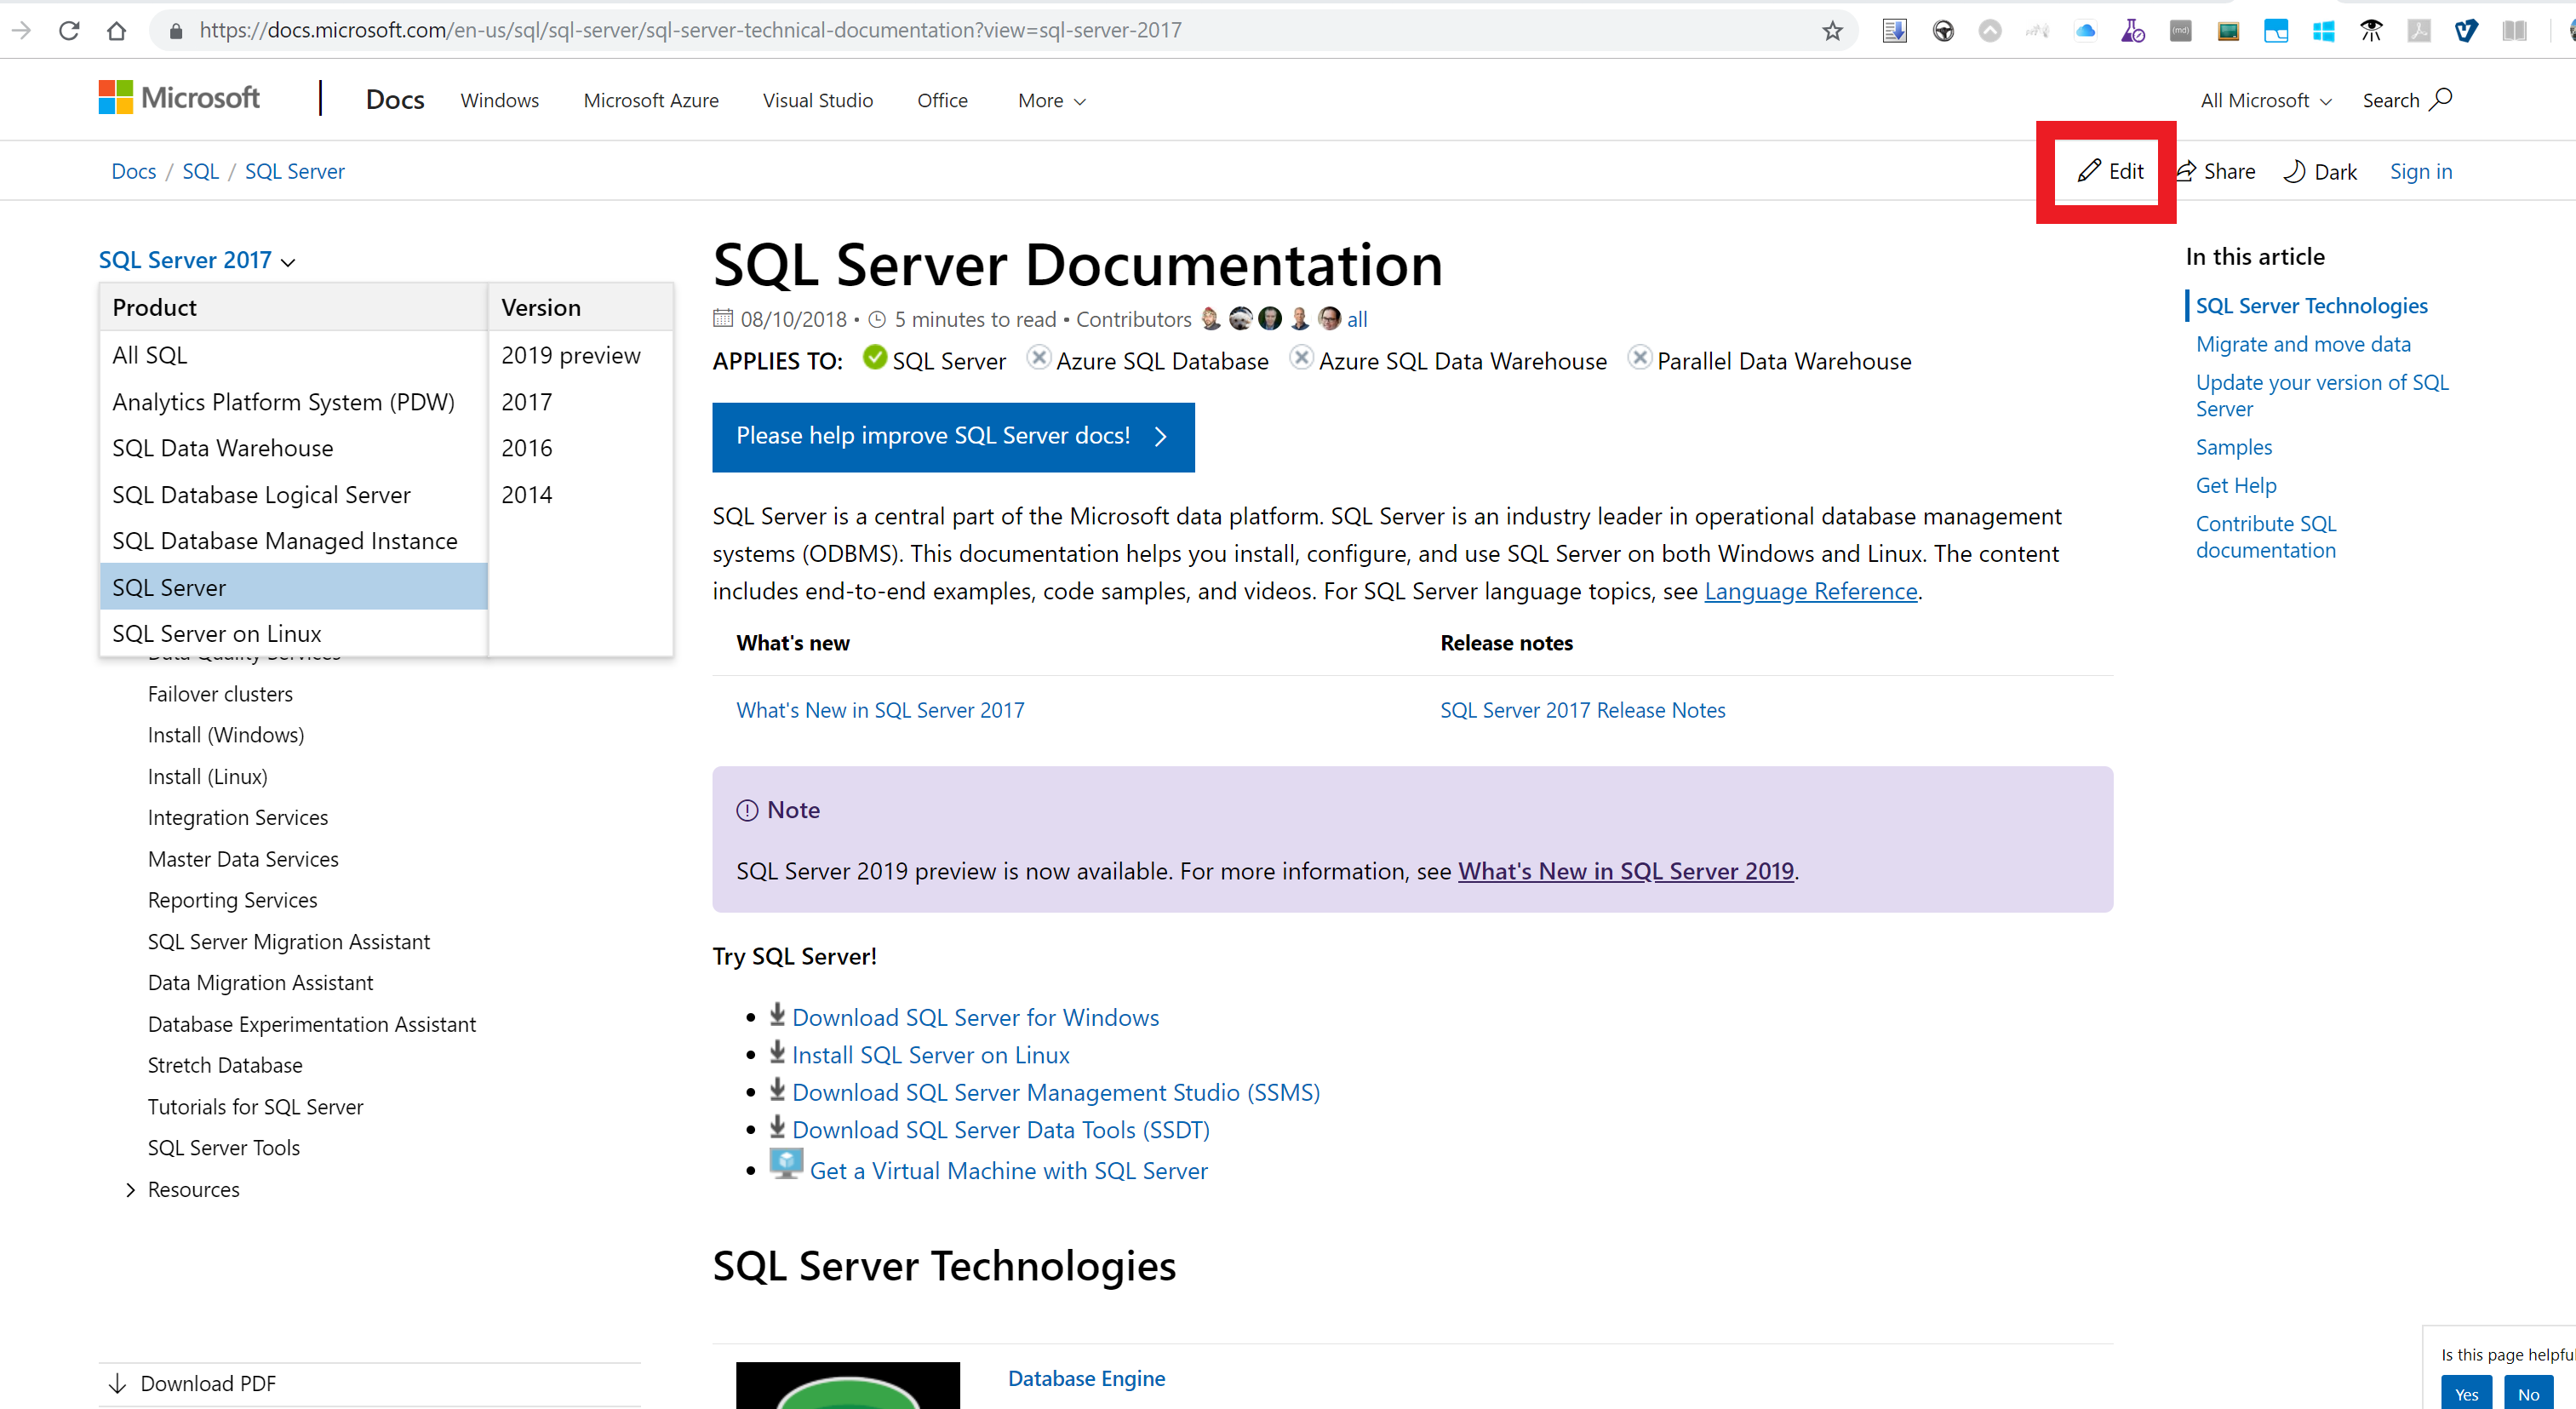 https://docs.microsoft.com/en-us/sql/sql-server/sql-server-technical-documentation?view=sql-server-2017
Microsoft
Docs
Windows
Microsoft Azure
Visual Studio
Office
More
All Microsoft
Search
Docs / SQL / SQL Server
Edit
Share
Dark
Sign in
SQL Server 2017
Product
Version
All SQL
2019 preview
Analytics Platform System (PDW)
2017
SQL Data Warehouse
2016
SQL Database Logical Server
2014
SQL Database Managed Instance
SQL Server
SQL Server on Linux
Data Quality Services
Failover clusters
Install (Windows)
Install (Linux)
Integration Services
Master Data Services
Reporting Services
SQL Server Migration Assistant
Data Migration Assistant
Database Experimentation Assistant
Stretch Database
Tutorials for SQL Server
SQL Server Tools
Resources
Download PDF
SQL Server Documentation
08/10/2018 • 5 minutes to read • Contributors all
APPLIES TO: SQL Server Azure SQL Database Azure SQL Data Warehouse Parallel Data Warehouse
Please help improve SQL Server docs!
SQL Server is a central part of the Microsoft data platform. SQL Server is an industry leader in operational database management
systems (ODBMS). This documentation helps you install, configure, and use SQL Server on both Windows and Linux. The content
includes end-to-end examples, code samples, and videos. For SQL Server language topics, see Language Reference.
What's new
Release notes
What's New in SQL Server 2017
SQL Server 2017 Release Notes
Note
SQL Server 2019 preview is now available. For more information, see What's New in SQL Server 2019.
Try SQL Server!
• Download SQL Server for Windows
• Install SQL Server on Linux
• Download SQL Server Management Studio (SSMS)
• Download SQL Server Data Tools (SSDT)
• Get a Virtual Machine with SQL Server
SQL Server Technologies
Database Engine
In this article
SQL Server Technologies
Migrate and move data
Update your version of SQL
Server
Samples
Get Help
Contribute SQL
documentation
Is this page helpful
Yes
No